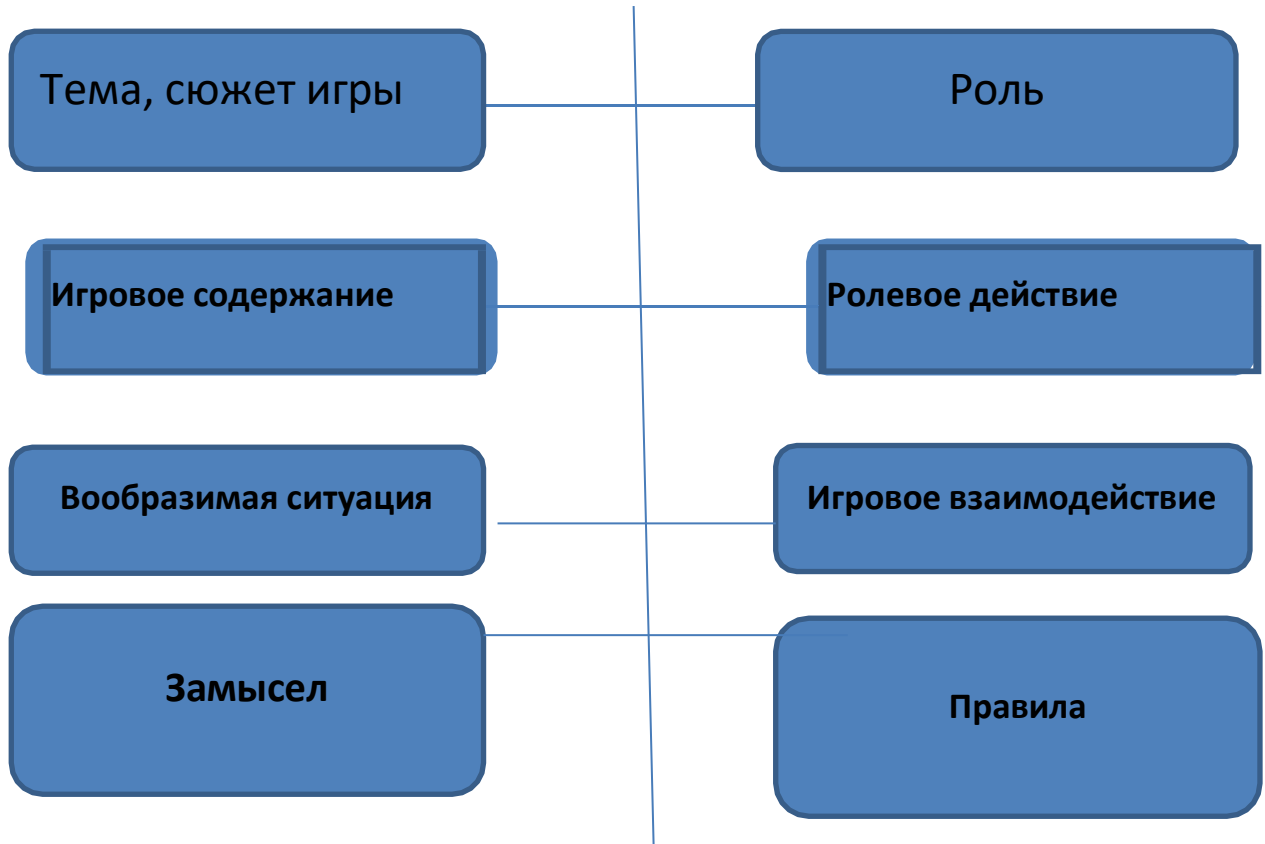 Тема, сюжет игры
Роль
Игровое содержание
Ролевое действие
Вообразимая ситуация
Игровое взаимодействие
Замысел
Правила